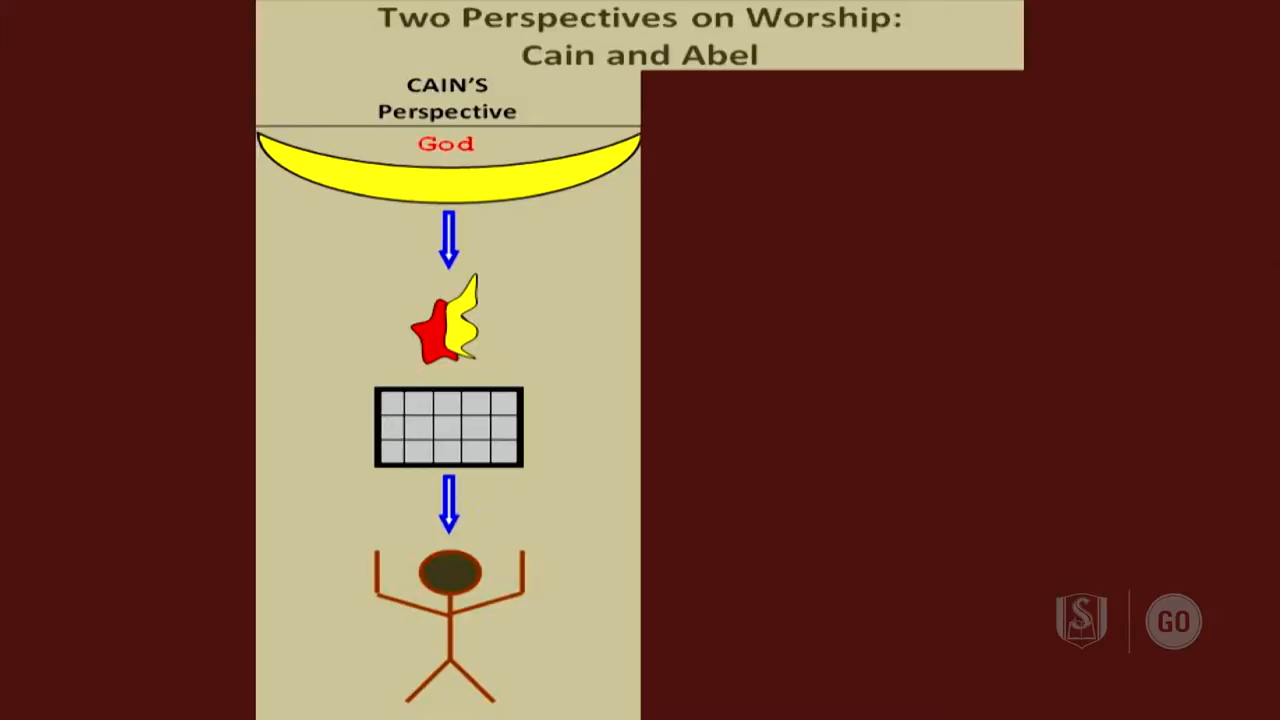 Two Perspectives on Worship:
Cain and Abel
CAIN'S
Perspective
God
S
GO